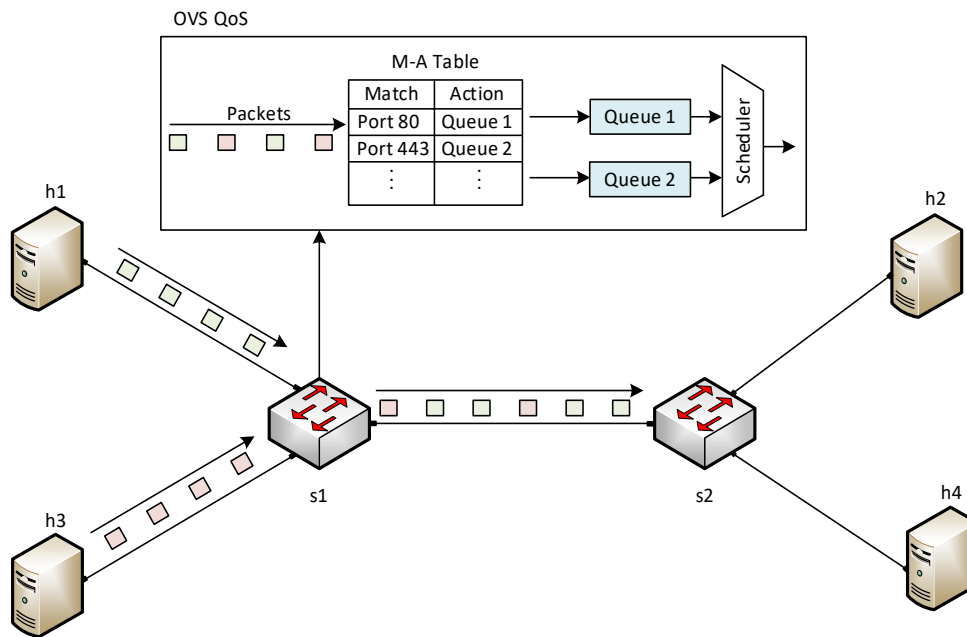 OVS QoS
M-A Table
Match Action
Packets
Port 80 Queue 1
Port 443 Queue 2
⋮ ⋮
Queue 1
Queue 2
Scheduler
h1
h2
h3
s1
s2
h4